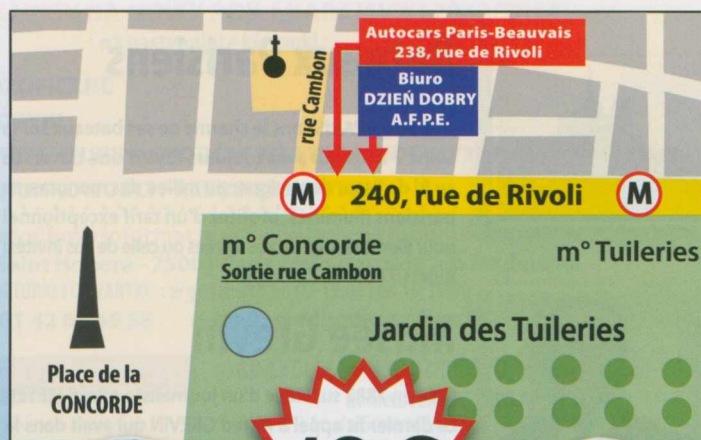 Autocars Paris-Beauvais
238, rue de Rivoli
Biuro
DZIEŃ DOBRY
A.F.P.E.
rue Cambon
M
240, rue de Rivoli
M
m° Concorde
Sortie rue Cambon
m° Tuileries
Jardin des Tuileries
Place de la
CONCORDE